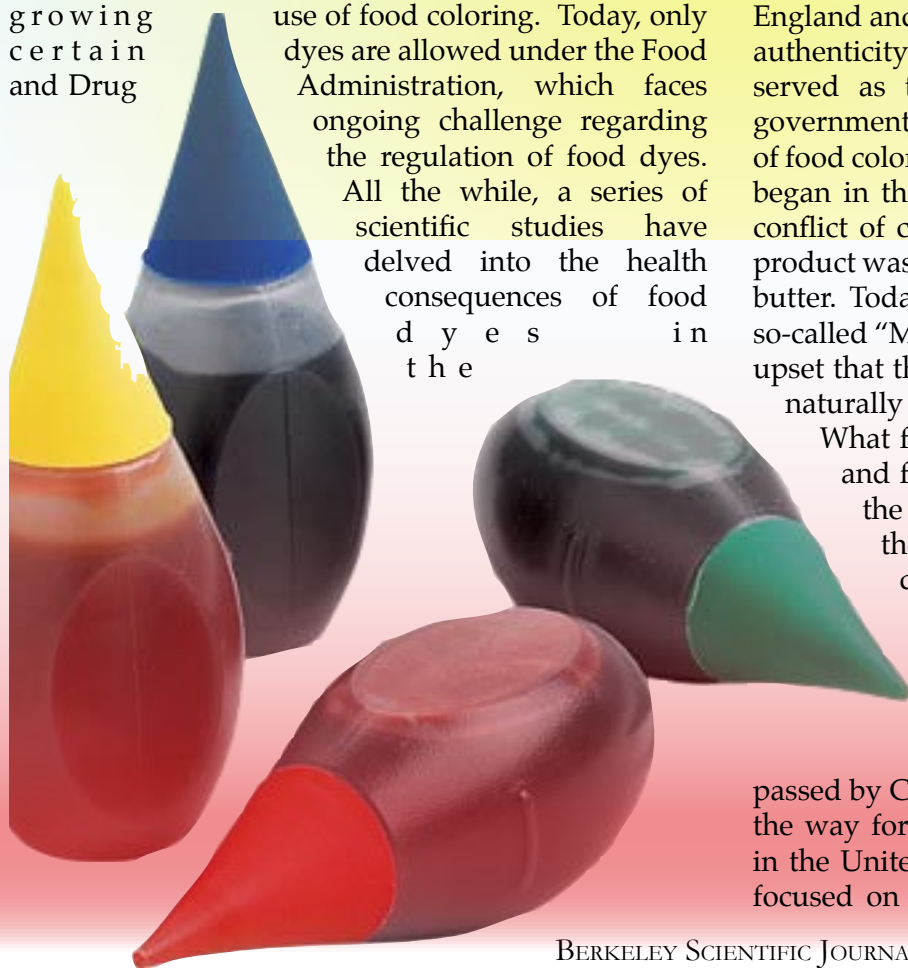 growing use of food coloring. Today, only
certain dyes are allowed under the Food
and Drug Administration, which faces
ongoing challenge regarding
the regulation of food dyes.
All the while, a series of
scientific studies have
delved into the health
consequences of food
dyes in
the
England and
authenticity
served as
government
of food color
began in th
conflict of
product was
butter. Toda
so-called "M
upset that th
naturally
What f
and f
the
th
passed by C
the way for
in the Unite
focused on
BERKELEY SCIENTIFIC JOURNA